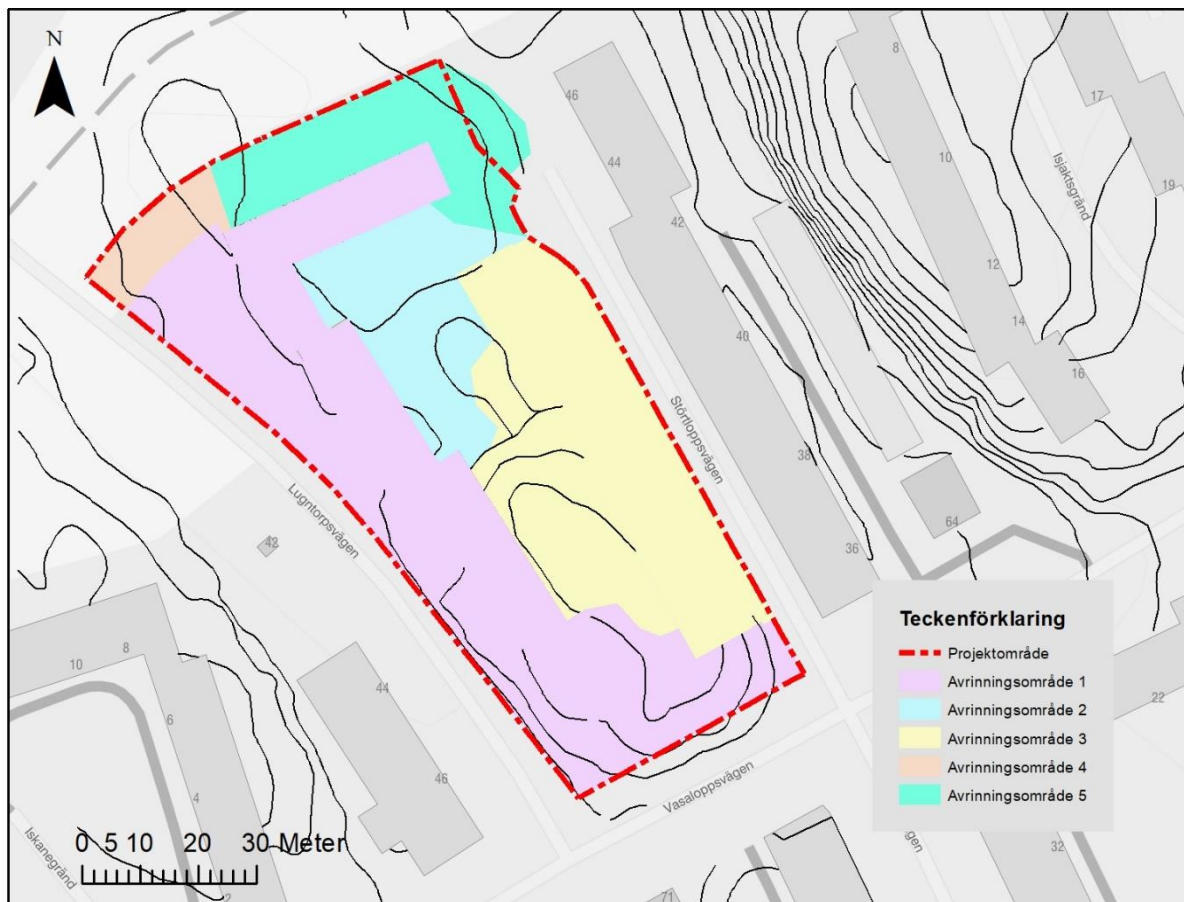 N
46
44
42
40
38
36
8
10
12
14
16
17
19
64
Isjaktsgränd
Störtloppsvägen
Lugntorpsvägen
42
44
46
10
8
6
4
2
Iskanegränd
Vasaloppsvägen
22
32
71
gen
Teckenförklaring
Projektområde
Avrinningsområde 1
Avrinningsområde 2
Avrinningsområde 3
Avrinningsområde 4
Avrinningsområde 5
0 5 10 20 30 Meter